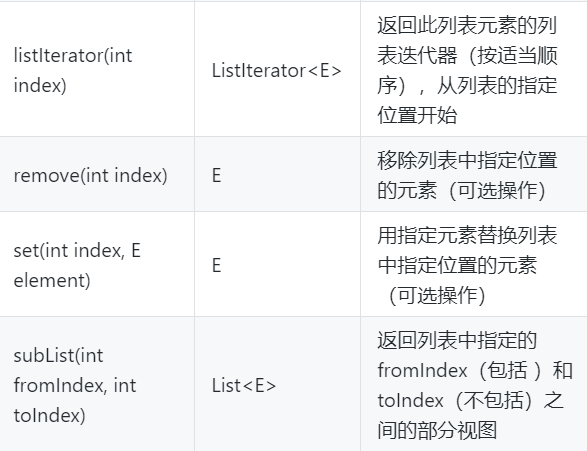 listIterator(int
index)
ListIterator<E>
返回此列表元素的列
表迭代器（按适当顺
序），从列表的指定
位置开始
remove(int index)
E
移除列表中指定位置
的元素（可选操作）
set(int index, E
element)
E
用指定元素替换列表
中指定位置的元素
（可选操作）
subList(int
fromIndex, int
toIndex)
List<E>
返回列表中指定的
fromIndex（包括 ）和
toIndex（不包括）之
间的部分视图